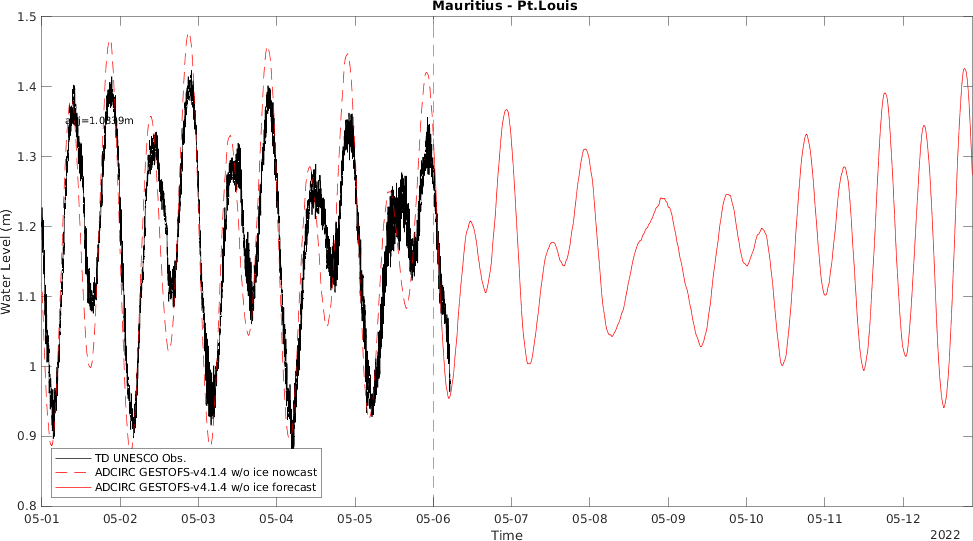 Mauritius - Pt.Louis
1.5
1.4
1.3
1.2
1.1
1
0.9
0.8
Water Level (m)
TD UNESCO Obs.
ADCIRC GESTOFS-v4.1.4 w/o ice nowcast
ADCIRC GESTOFS-v4.1.4 w/o ice forecast
05-01 05-02 05-03 05-04 05-05 05-06 05-07 05-08 05-09 05-10 05-11 05-12
Time
2022